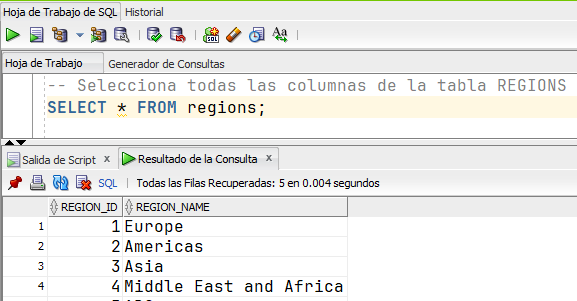 Hoja de Trabajo de SQL Historial
SQL Aa
Hoja de Trabajo Generador de Consultas
-- Selecciona todas las columnas de la tabla REGIONS
SELECT * FROM regions;
Salida de Script x Resultado de la Consulta x
SQL Todas las Filas Recuperadas: 5 en 0.004 segundos
REGION_ID REGION_NAME
1 1 Europe
2 2 Americas
3 3 Asia
4 4 Middle East and Africa